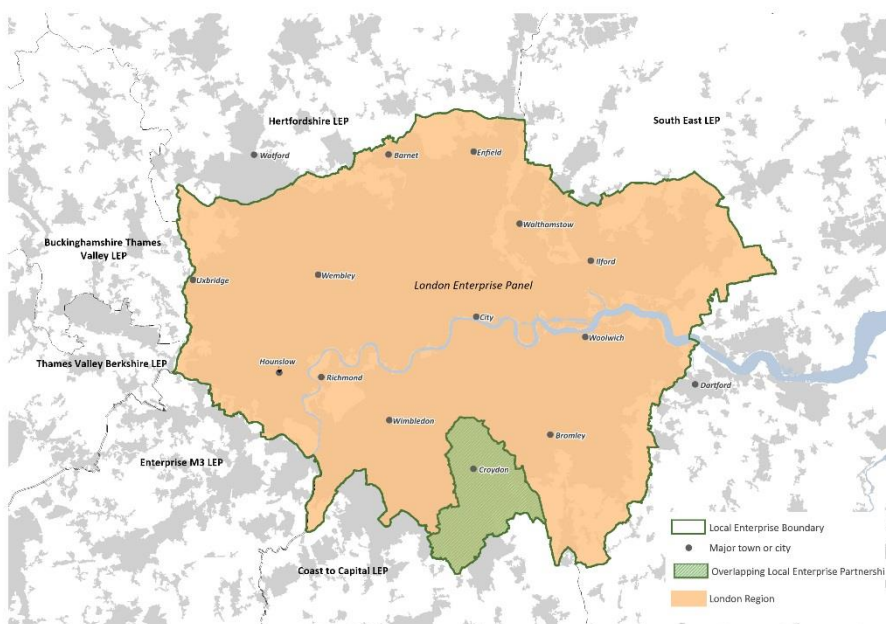 Hertfordshire LEP
South East LEP
Watford
Barnet
Enfield
Walthamstow
Buckinghamshire Thames
Valley LEP
Ilford
Uxbridge
Wembley
London Enterprise Panel
City
Woolwich
Thames Valley Berkshire LEP
Hounslow
Richmond
Dartford
Wimbledon
Bromley
Enterprise M3 LEP
Croydon
Local Enterprise Boundary
Major town or city
Coast to Capital LEP
Overlapping Local Enterprise Partnershi
London Region